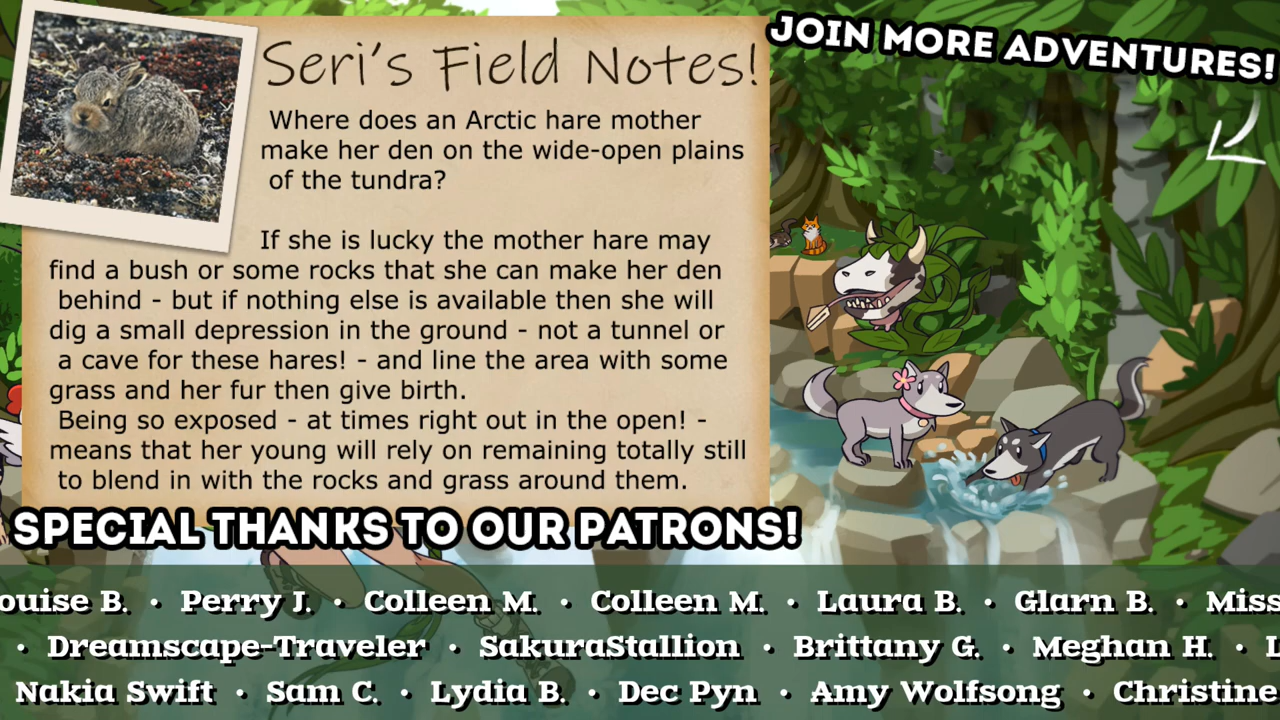 Seri's Field Notes!
Where does an Arctic hare mother
make her den on the wide-open plains
of the tundra?
If she is lucky the mother hare may
find a bush or some rocks that she can make her den
behind - but if nothing else is available then she will
dig a small depression in the ground - not a tunnel or
a cave for these hares! - and line the area with some
grass and her fur then give birth.
Being so exposed - at times right out in the open! -
means that her young will rely on remaining totally still
to blend in with the rocks and grass around them.
JOIN MORE ADVENTURES!
SPECIAL THANKS TO OUR PATRONS!
ouise B. • Perry J. • Colleen M. • Colleen M. • Laura B. • Glarn B. • Miss
• Dreamscape-Traveler • SakuraStallion • Brittany G. • Meghan H. • L
Nakia Swift • Sam C. • Lydia B. • Dec Pyn • Amy Wolfsong • Christine